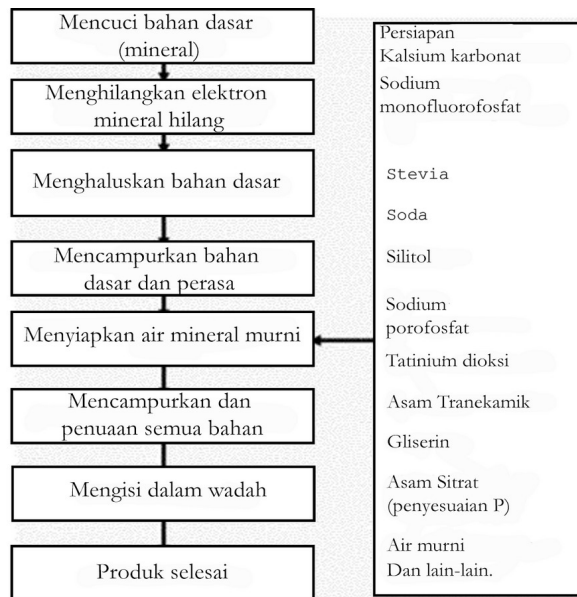 Mencuci bahan dasar
(mineral)
Menghilangkan elektron
mineral hilang
Menghaluskan bahan dasar
Mencampurkan bahan
dasar dan perasa
Menyiapkan air mineral murni
Mencampurkan dan
penuaan semua bahan
Mengisi dalam wadah
Produk selesai
Persiapan
Kalsium karbonat
Sodium
monofluorofosfat
Stevia
Soda
Silitol
Sodium
porofosfat
Tatinium dioksi
Asam Tranekamik
Gliserin
Asam Sitrat
(penyesuaian P)
Air murni
Dan lain-lain.